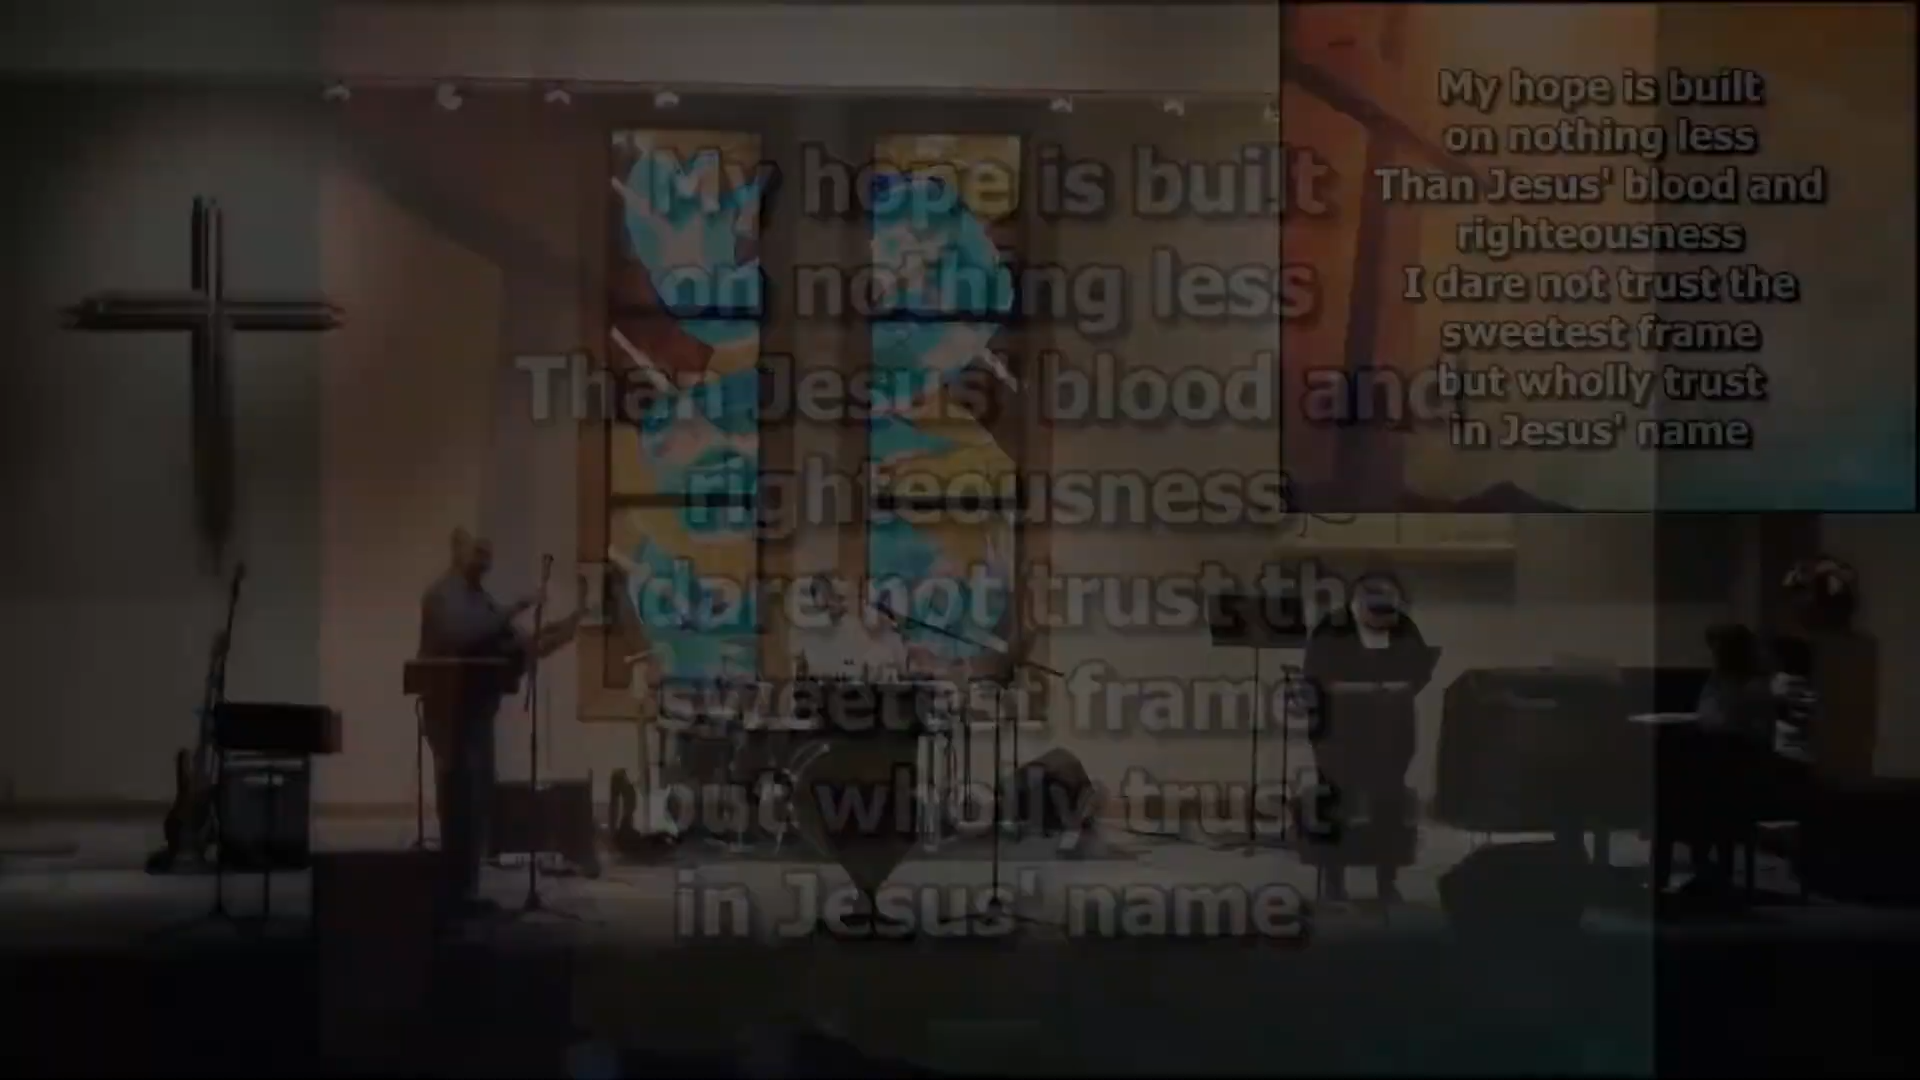 My hope is built
on nothing less
Than Jesus' blood and
righteousness
I dare not trust the
sweetest frame
but wholly trust
in Jesus' name
My hope is built
on nothing less
Than Jesus' blood and
righteousness
I dare not trust the
sweetest frame
but wholly trust
in Jesus' name